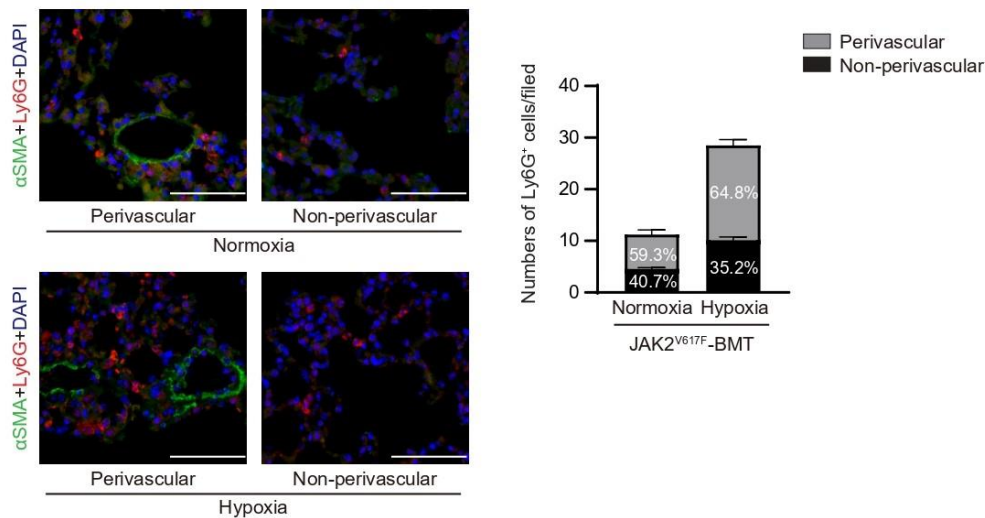 αSMA+Ly6G+DAPI
Perivascular
Non-perivascular
Normoxia
αSMA+Ly6G+DAPI
Perivascular
Non-perivascular
Hypoxia
Perivascular
Non-perivascular
Numbers of Ly6G⁺ cells/filed
40
30
20
10
0
59.3%
40.7%
64.8%
35.2%
Normoxia Hypoxia
JAK2ⱽ⁶¹⁷ᶠ-BMT